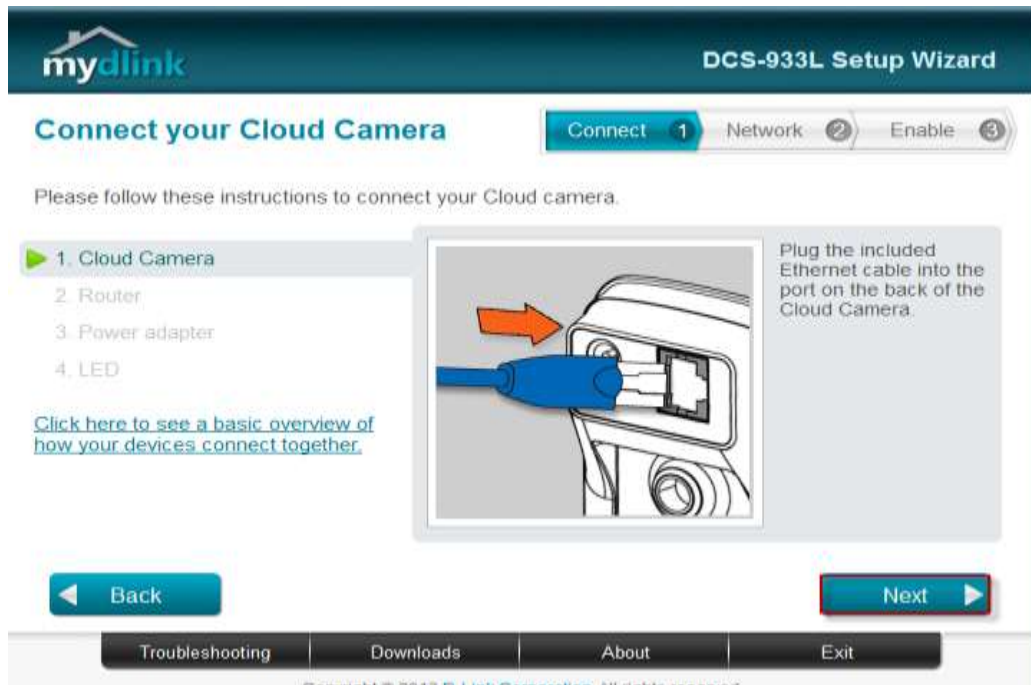 mydlink
DCS-933L Setup Wizard
Connect your Cloud Camera
Connect 1 Network 2 Enable 3
Please follow these instructions to connect your Cloud camera.
1. Cloud Camera
2. Router
3. Power adapter
4. LED
Click here to see a basic overview of
how your devices connect together.
Plug the included
Ethernet cable into the
port on the back of the
Cloud Camera.
Back
Next
Troubleshooting Downloads About Exit